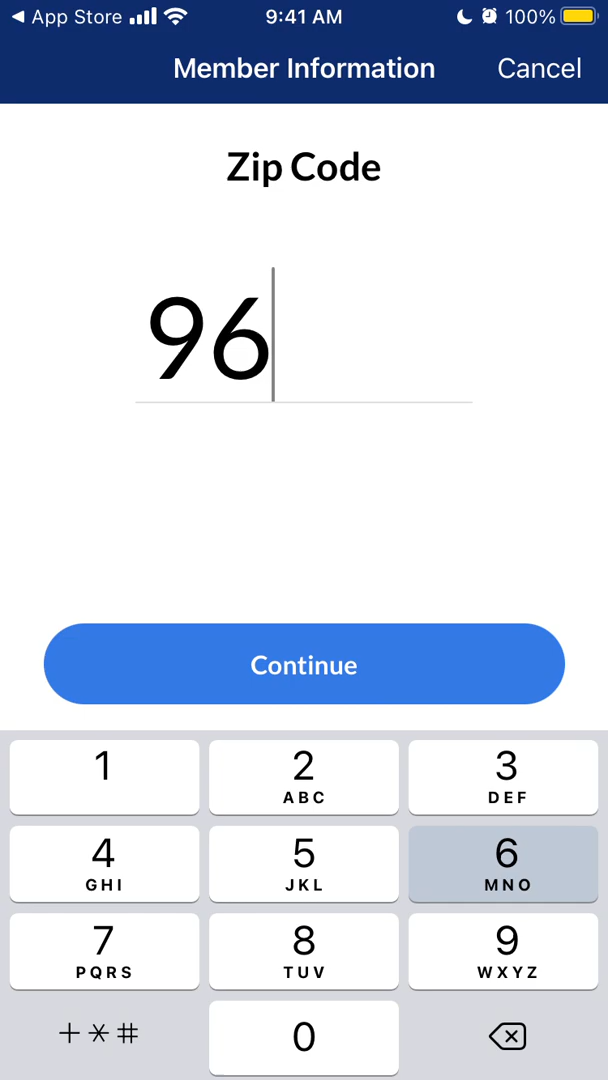 App Store 9:41 AM 100%
Member Information Cancel
Zip Code
96
Continue
1 2 3
ABC DEF
4 5 6
GHI JKL MNO
7 8 9
PQRS TUV WXYZ
+ * # 0